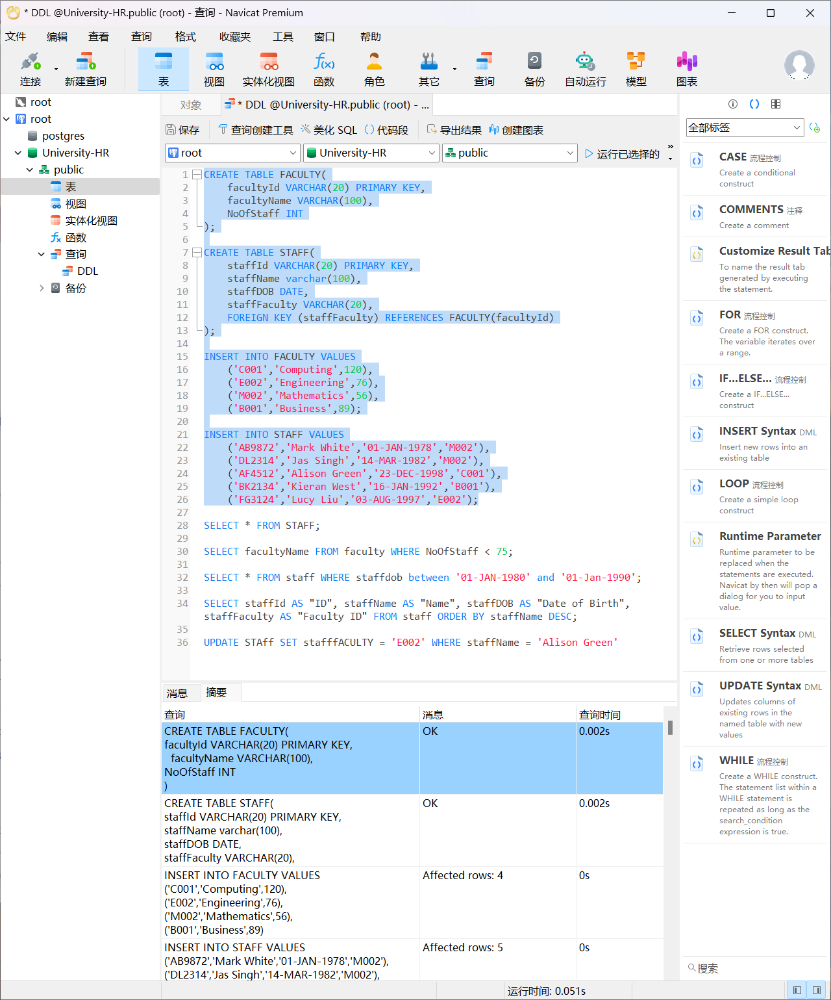 * DDL @University-HR.public (root) - 查询 - Navicat Premium
文件 编辑 查看 查询 格式 收藏夹 工具 窗口 帮助
连接 新建查询 表 视图 实体化视图 函数 角色 其它 查询 备份 自动运行 模型 图表
root
root
postgres
University-HR
public
表
视图
实体化视图
函数
查询
DDL
备份
对象 * DDL @University-HR.public (root) - ...
保存 查询创建工具 美化 SQL 代码段 导出结果 创建图表
root University-HR public 运行已选择的
1 CREATE TABLE FACULTY(
2 facultyId VARCHAR(20) PRIMARY KEY,
3 facultyName VARCHAR(100),
4 NoOfStaff INT
5 );
6
7 CREATE TABLE STAFF(
8 staffId VARCHAR(20) PRIMARY KEY,
9 staffName varchar(100),
10 staffDOB DATE,
11 staffFaculty VARCHAR(20),
12 FOREIGN KEY (staffFaculty) REFERENCES FACULTY(facultyId)
13 );
14
15 INSERT INTO FACULTY VALUES
16 ('C001','Computing',120),
17 ('E002','Engineering',76),
18 ('M002','Mathematics',56),
19 ('B001','Business',89);
20
21 INSERT INTO STAFF VALUES
22 ('AB9872','Mark White','01-JAN-1978','M002'),
23 ('DL2314','Jas Singh','14-MAR-1982','M002'),
24 ('AF4512','Alison Green','23-DEC-1998','C001'),
25 ('BK2134','Kieran West','16-JAN-1992','B001'),
26 ('FG3124','Lucy Liu','03-AUG-1997','E002');
27
28 SELECT * FROM STAFF;
29
30 SELECT facultyName FROM faculty WHERE NoOfStaff < 75;
31
32 SELECT * FROM staff WHERE staffdob between '01-JAN-1980' and '01-Jan-1990';
33
34 SELECT staffId AS "ID", staffName AS "Name", staffDOB AS "Date of Birth",
staffFaculty AS "Faculty ID" FROM staff ORDER BY staffName DESC;
35
36 UPDATE STAff SET stafffACULTY = 'E002' WHERE staffName = 'Alison Green'
消息 摘要
查询 消息 查询时间
CREATE TABLE FACULTY( OK 0.002s
facultyId VARCHAR(20) PRIMARY KEY,
facultyName VARCHAR(100),
NoOfStaff INT
)
CREATE TABLE STAFF( OK 0.002s
staffId VARCHAR(20) PRIMARY KEY,
staffName varchar(100),
staffDOB DATE,
staffFaculty VARCHAR(20),
INSERT INTO FACULTY VALUES Affected rows: 4 0s
('C001','Computing',120),
('E002','Engineering',76),
('M002','Mathematics',56),
('B001','Business',89)
INSERT INTO STAFF VALUES Affected rows: 5 0s
('AB9872','Mark White','01-JAN-1978','M002'),
('DL2314','Jas Singh','14-MAR-1982','M002'),
全部标签
CASE 流程控制
Create a conditional
construct
COMMENTS 注释
Create a comment
Customize Result Tab
To name the result tab
generated by executing
the statement.
FOR 流程控制
Create a FOR construct.
The variable iterates over
a range.
IF...ELSE... 流程控制
Create a IF...ELSE...
construct
INSERT Syntax DML
Insert new rows into an
existing table
LOOP 流程控制
Create a simple loop
construct
Runtime Parameter
Runtime parameter to be
replaced when the
statements are executed.
Navicat by then will pop a
dialog for you to input
value.
SELECT Syntax DML
Retrieve rows selected
from one or more tables
UPDATE Syntax DML
Updates columns of
existing rows in the
named table with new
values
WHILE 流程控制
Create a WHILE construct.
The statement list within a
WHILE statement is
repeated as long as the
search_condition
expression is true.
搜索
运行时间: 0.051s